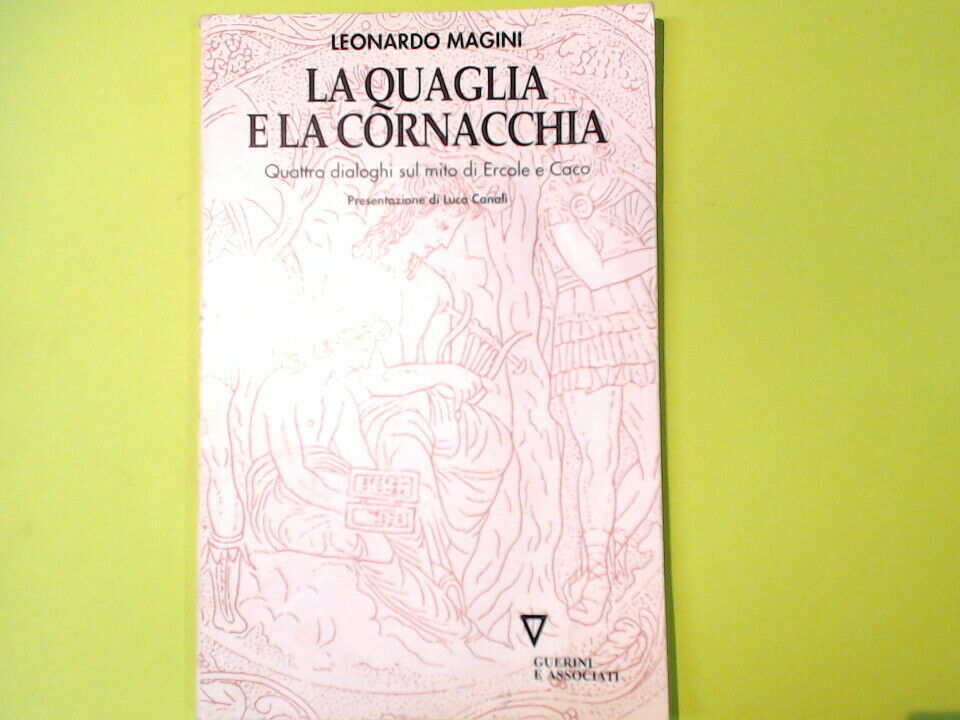 LEONARDO MAGINI
LA QUAGLIA
E LA CORNACCHIA
Quattro dialoghi sul mito di Ercole e Caco
Presentazione di Luca Canali
GUERINI
E ASSOCIATI